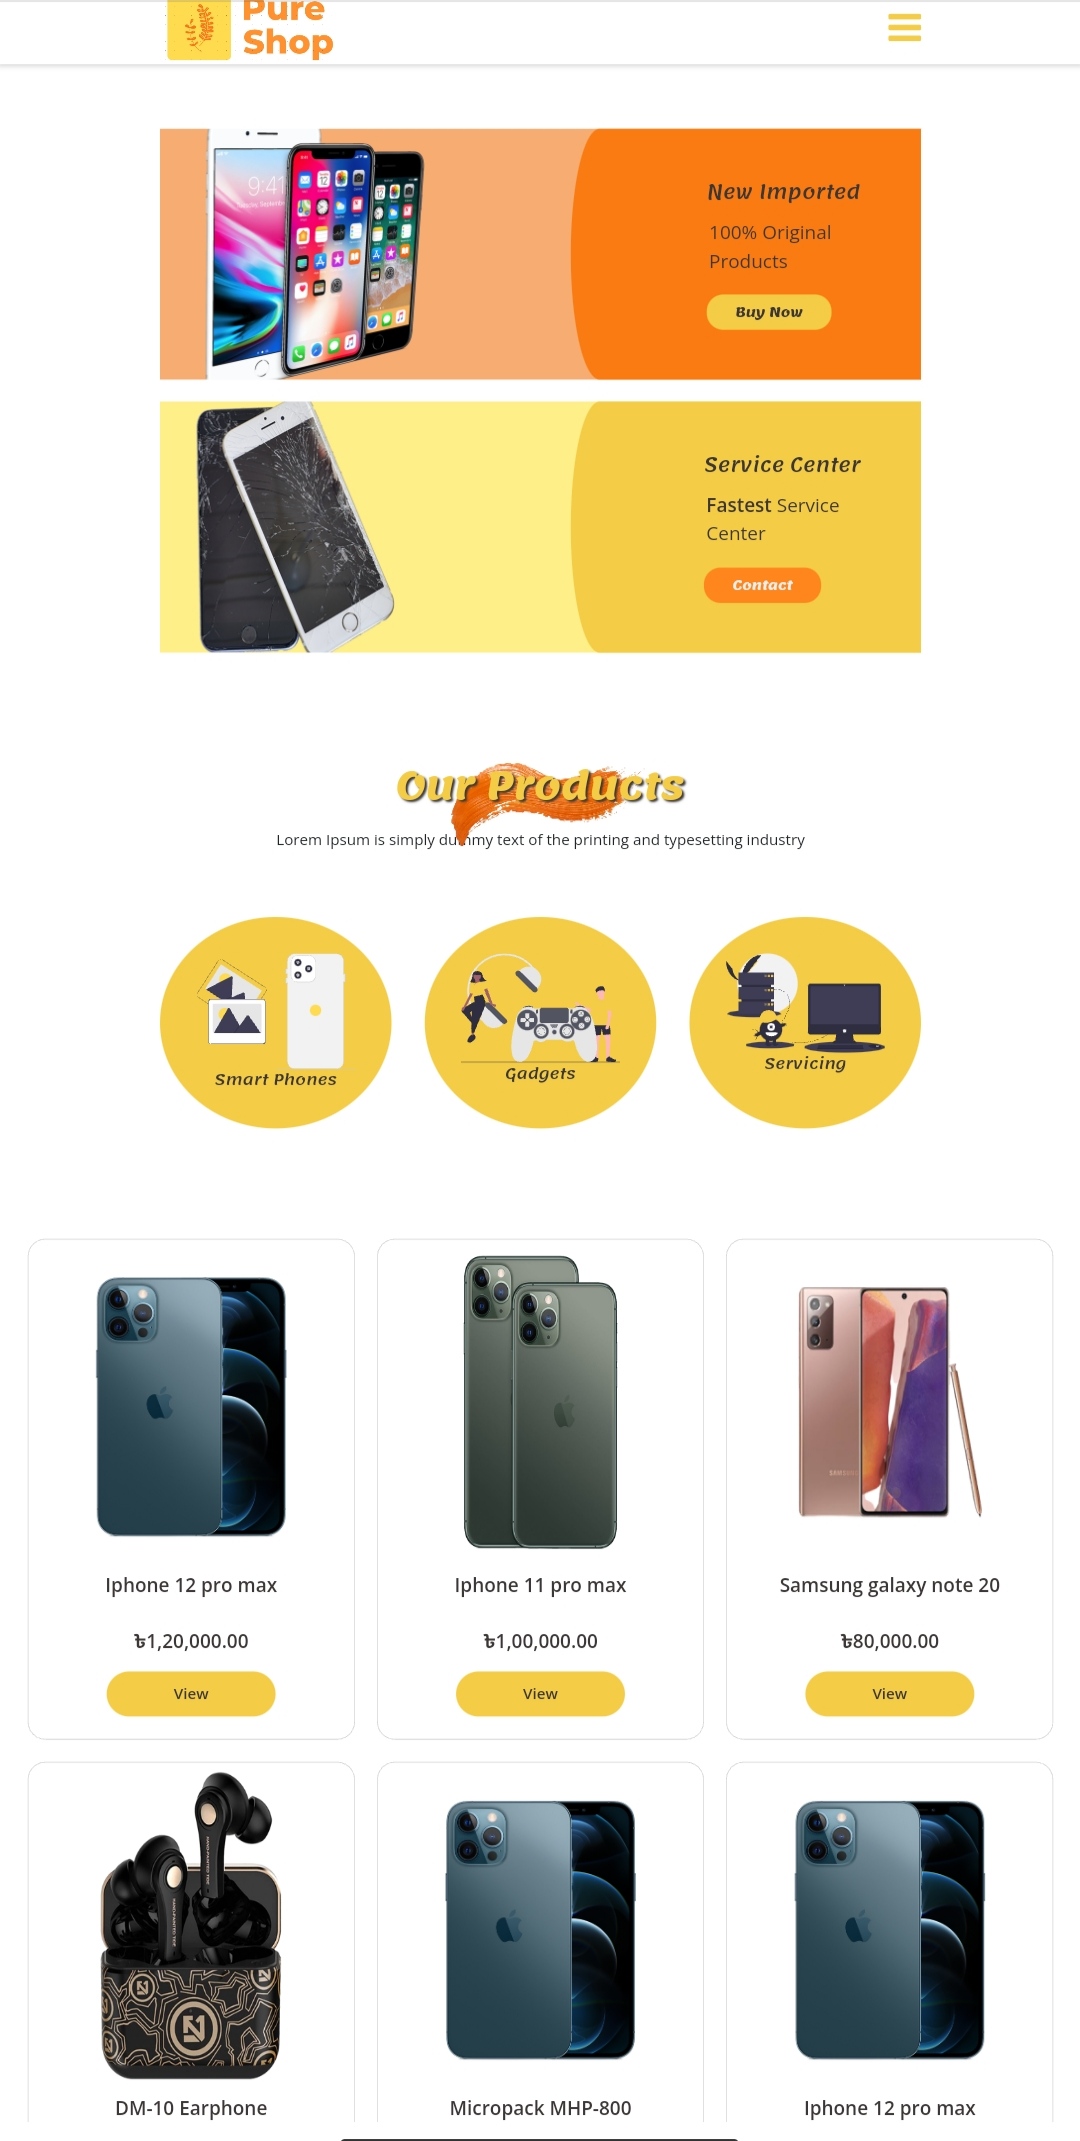 Pure
Shop
9:41
New Imported
100% Original
Products
Buy Now
Service Center
Fastest Service
Center
Contact
Our Products
Lorem Ipsum is simply dummy text of the printing and typesetting industry
Smart Phones
Gadgets
Servicing
Iphone 12 pro max
Iphone 11 pro max
Samsung galaxy note 20
৳1,20,000.00
৳1,00,000.00
৳80,000.00
View
View
View
DM-10 Earphone
Micropack MHP-800
Iphone 12 pro max